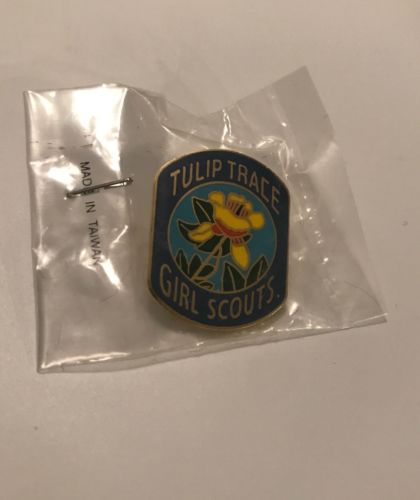 TULIP TRACE
GIRL SCOUTS
MADE IN TAIWAN